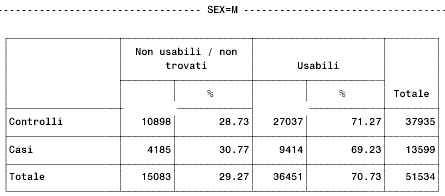 SEX=M
Non usabili / non trovati Usabili
% % Totale
Controlli 10898 28.73 27037 71.27 37935
Casi 4185 30.77 9414 69.23 13599
Totale 15083 29.27 36451 70.73 51534